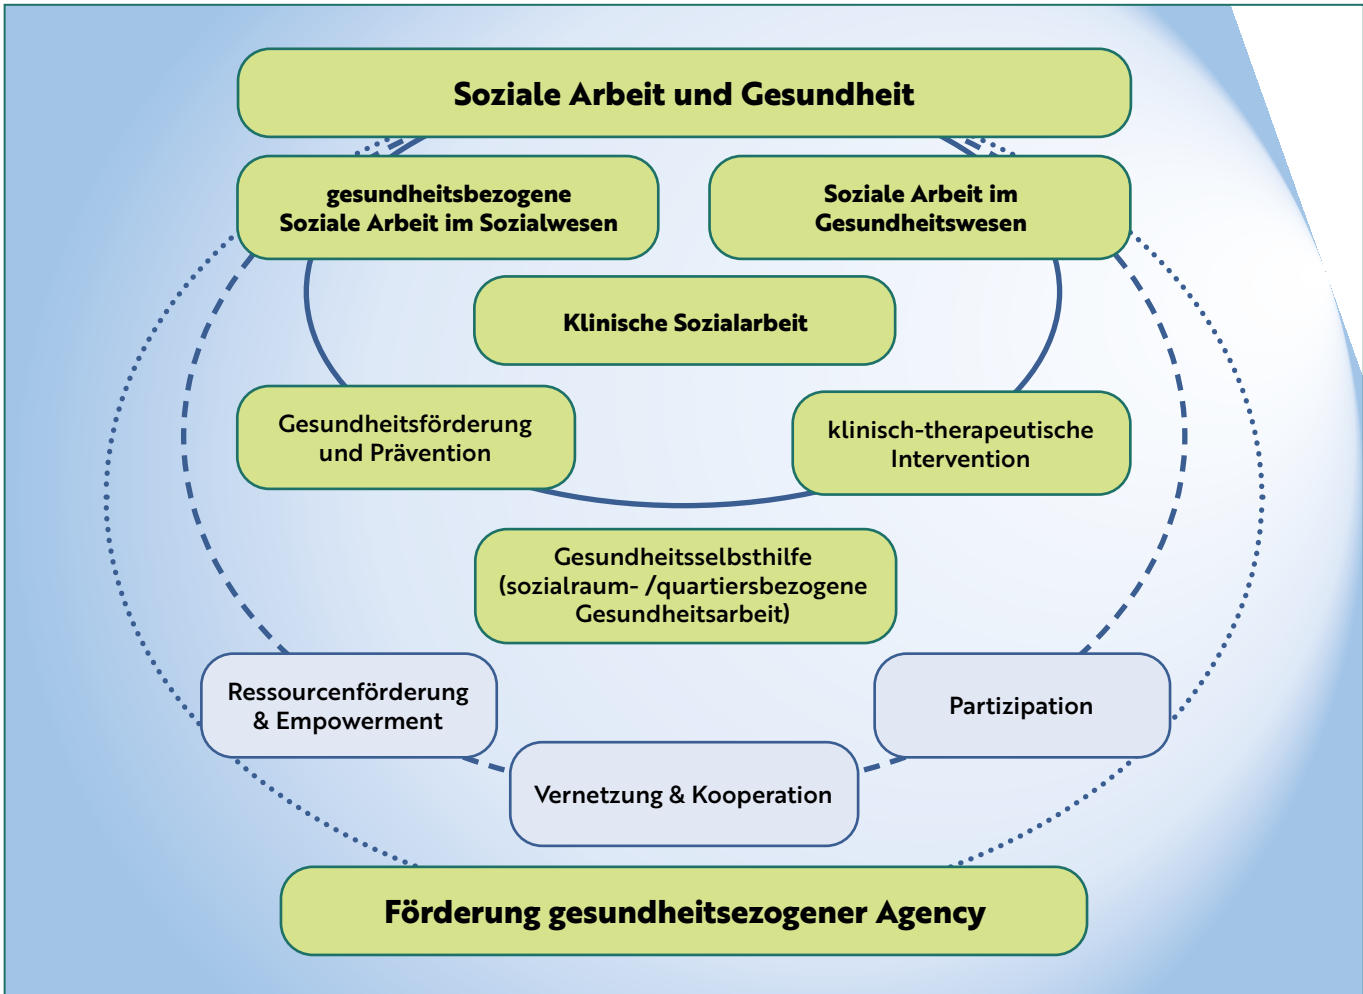 Soziale Arbeit und Gesundheit
gesundheitsbezogene
Soziale Arbeit im Sozialwesen
Soziale Arbeit im
Gesundheitswesen
Klinische Sozialarbeit
Gesundheitsförderung
und Prävention
klinisch-therapeutische
Intervention
Gesundheitsselbsthilfe
(sozialraum- /quartiersbezogene
Gesundheitsarbeit)
Ressourcenförderung
& Empowerment
Partizipation
Vernetzung & Kooperation
Förderung gesundheitsezogener Agency